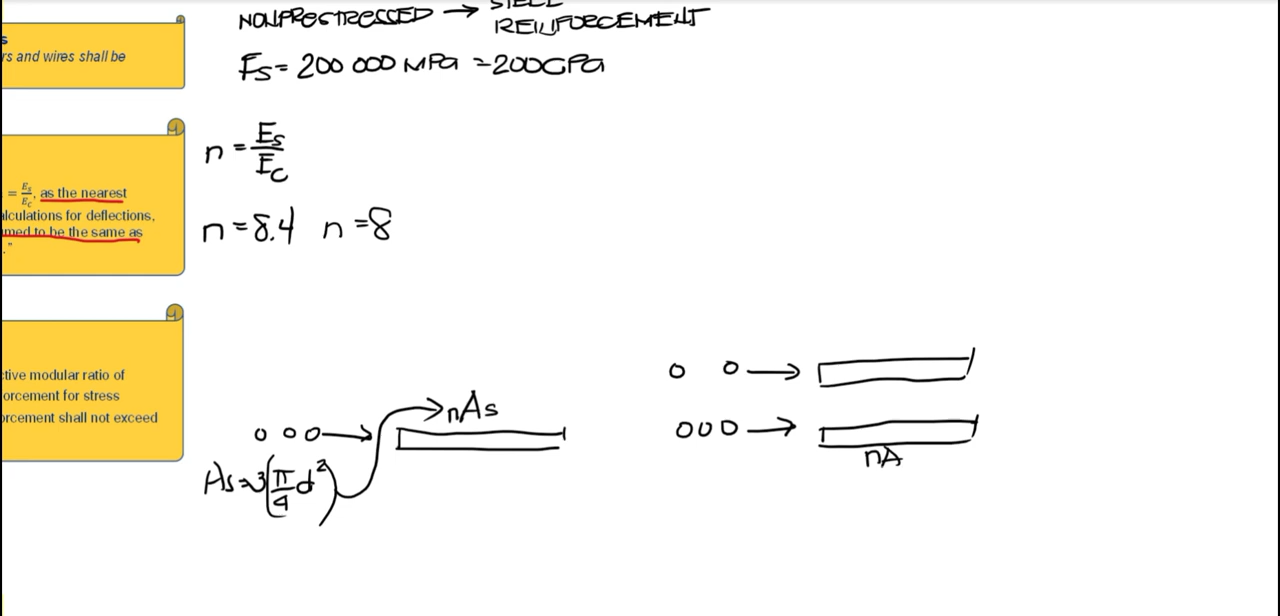 s
rs and wires shall be
NONPRESTRESSED → STEEL
REINFORCEMENT
Es = 200 000 MPa = 200GPa
= Es/Ec, as the nearest
alculations for deflections,
umed to be the same as
."
n = Es/Ec
n = 8.4 n = 8
ctive modular ratio of
orcement for stress
orcement shall not exceed
nAs
As = 3(π/4 d²)
nA